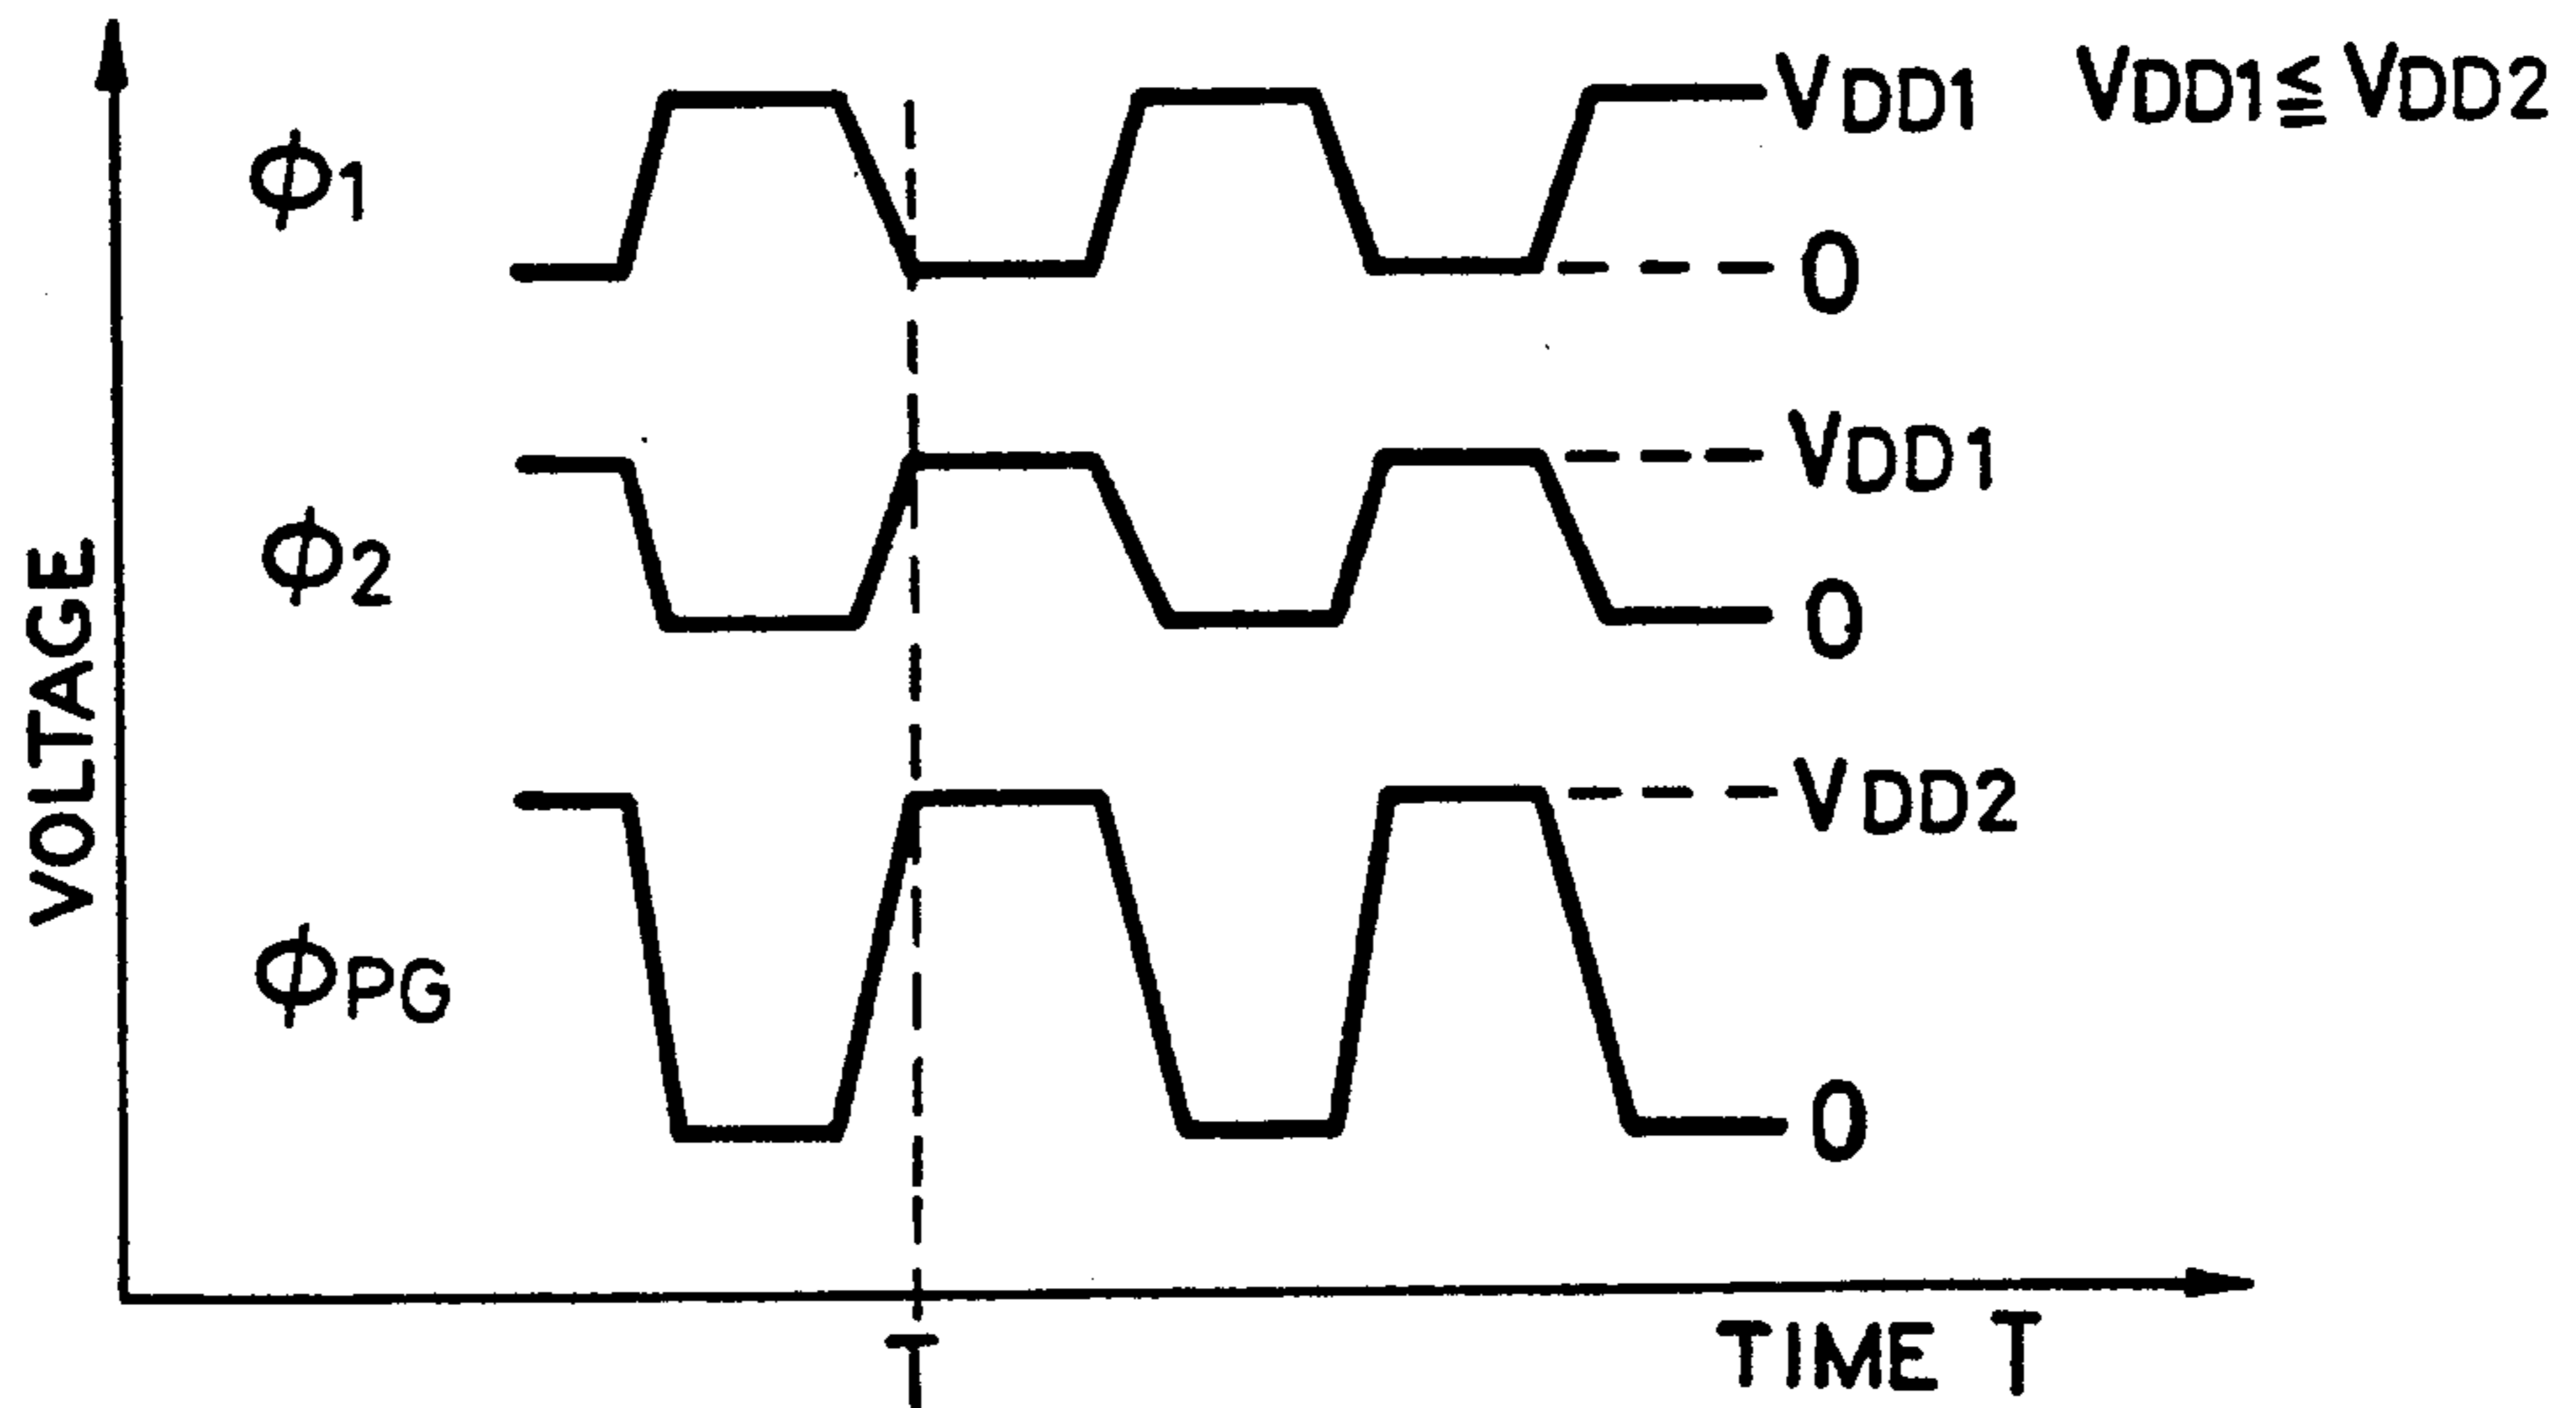 VDD1 VDD1≦VDD2
ϕ1
0
VDD1
ϕ2
0
VOLTAGE
VDD2
ϕPG
0
T
TIME T